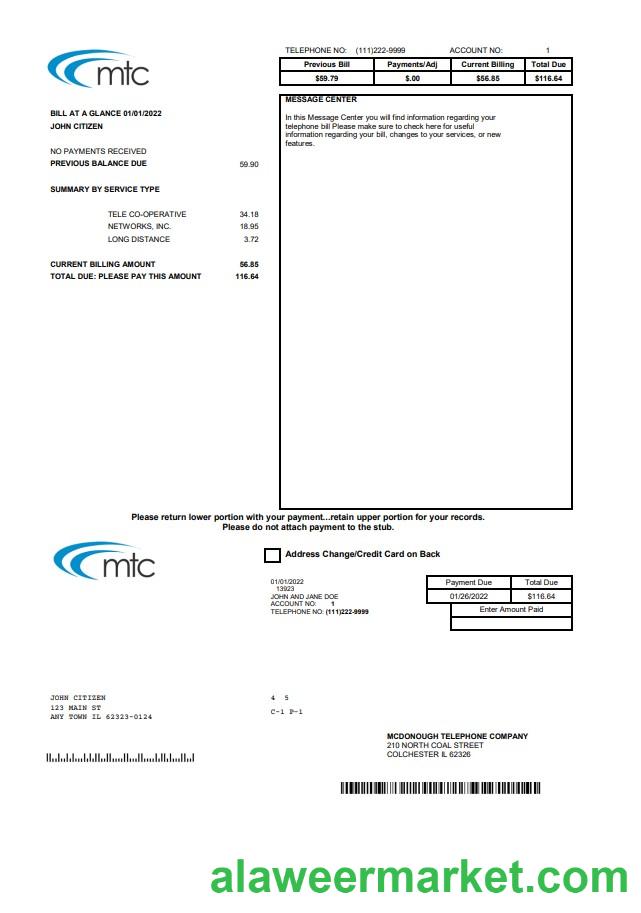 mtc
TELEPHONE NO: (111)222-9999 ACCOUNT NO: 1
Previous Bill Payments/Adj Current Billing Total Due
$59.79 $.00 $56.85 $116.64
BILL AT A GLANCE 01/01/2022
JOHN CITIZEN
NO PAYMENTS RECEIVED
PREVIOUS BALANCE DUE 59.90
SUMMARY BY SERVICE TYPE
TELE CO-OPERATIVE 34.18
NETWORKS, INC. 18.95
LONG DISTANCE 3.72
CURRENT BILLING AMOUNT 56.85
TOTAL DUE: PLEASE PAY THIS AMOUNT 116.64
MESSAGE CENTER
In this Message Center you will find information regarding your
telephone bill Please make sure to check here for useful
information regarding your bill, changes to your services, or new
features.
Please return lower portion with your payment...retain upper portion for your records.
Please do not attach payment to the stub.
mtc
Address Change/Credit Card on Back
01/01/2022
13923
JOHN AND JANE DOE
ACCOUNT NO: 1
TELEPHONE NO: (111)222-9999
Payment Due Total Due
01/26/2022 $116.64
Enter Amount Paid
JOHN CITIZEN
123 MAIN ST
ANY TOWN IL 62323-0124
4 5
C-1 P-1
MCDONOUGH TELEPHONE COMPANY
210 NORTH COAL STREET
COLCHESTER IL 62326
alaweermarket.com